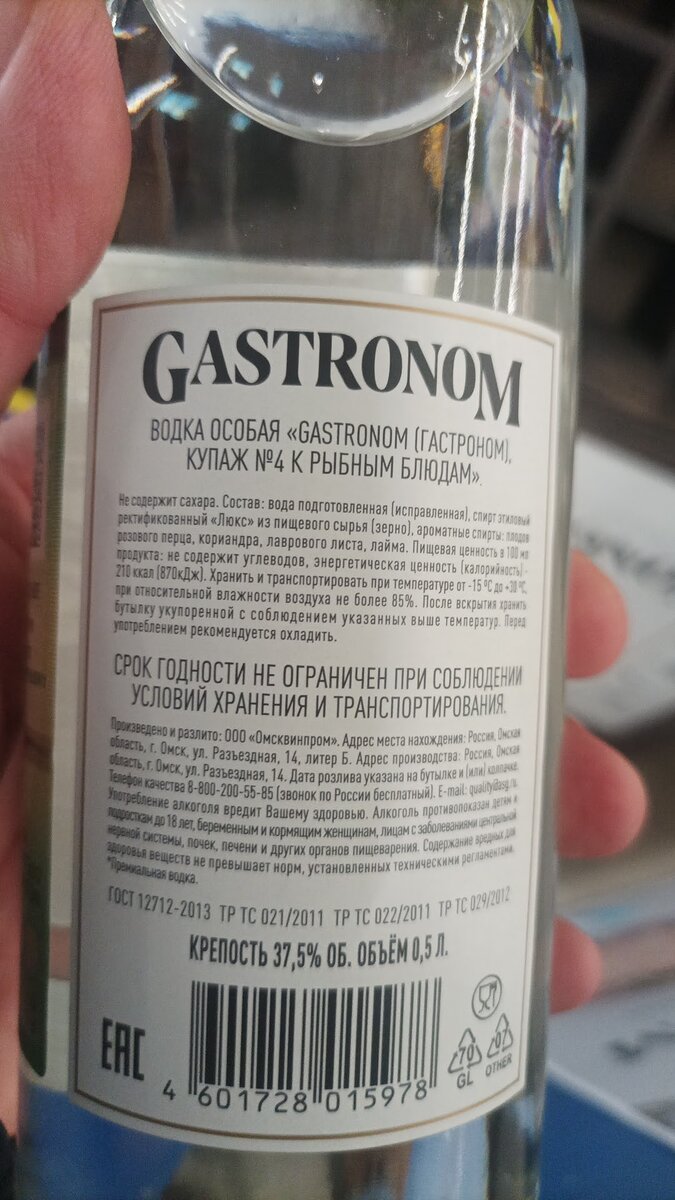 GASTRONOM
ВОДКА ОСОБАЯ «GASTRONOM (ГАСТРОНОМ),
КУПАЖ №4 К РЫБНЫМ БЛЮДАМ».
Не содержит сахара. Состав: вода подготовленная (исправленная), спирт этиловый
ректификованный «Люкс» из пищевого сырья (зерно), ароматные спирты: плодов
розового перца, кориандра, лаврового листа, лайма. Пищевая ценность в 100 мл
продукта: не содержит углеводов, энергетическая ценность (калорийность) -
210 ккал (870кДж). Хранить и транспортировать при температуре от -15 °С до +30 °С,
при относительной влажности воздуха не более 85%. После вскрытия хранить
бутылку укупоренной с соблюдением указанных выше температур. Перед
употреблением рекомендуется охладить.
СРОК ГОДНОСТИ НЕ ОГРАНИЧЕН ПРИ СОБЛЮДЕНИИ
УСЛОВИЙ ХРАНЕНИЯ И ТРАНСПОРТИРОВАНИЯ.
Произведено и разлито: ООО «Омсквинпром». Адрес места нахождения: Россия, Омская
область, г. Омск, ул. Разъездная, 14, литер Б. Адрес производства: Россия, Омская
область, г. Омск, ул. Разъездная, 14. Дата розлива указана на бутылке и (или) колпачке.
Телефон качества 8-800-200-55-85 (звонок по России бесплатный). E-mail: quality@asg.ru.
Употребление алкоголя вредит Вашему здоровью. Алкоголь противопоказан детям и
подросткам до 18 лет, беременным и кормящим женщинам, лицам с заболеваниями центральной
нервной системы, почек, печени и других органов пищеварения. Содержание вредных для
здоровья веществ не превышает норм, установленных техническими регламентами.
*Премиальная водка.
ГОСТ 12712-2013 ТР ТС 021/2011 ТР ТС 022/2011 ТР ТС 029/2012
КРЕПОСТЬ 37,5% ОБ. ОБЪЁМ 0,5 Л.
EAC
70
GL
07
OTHER
4 601728 015978